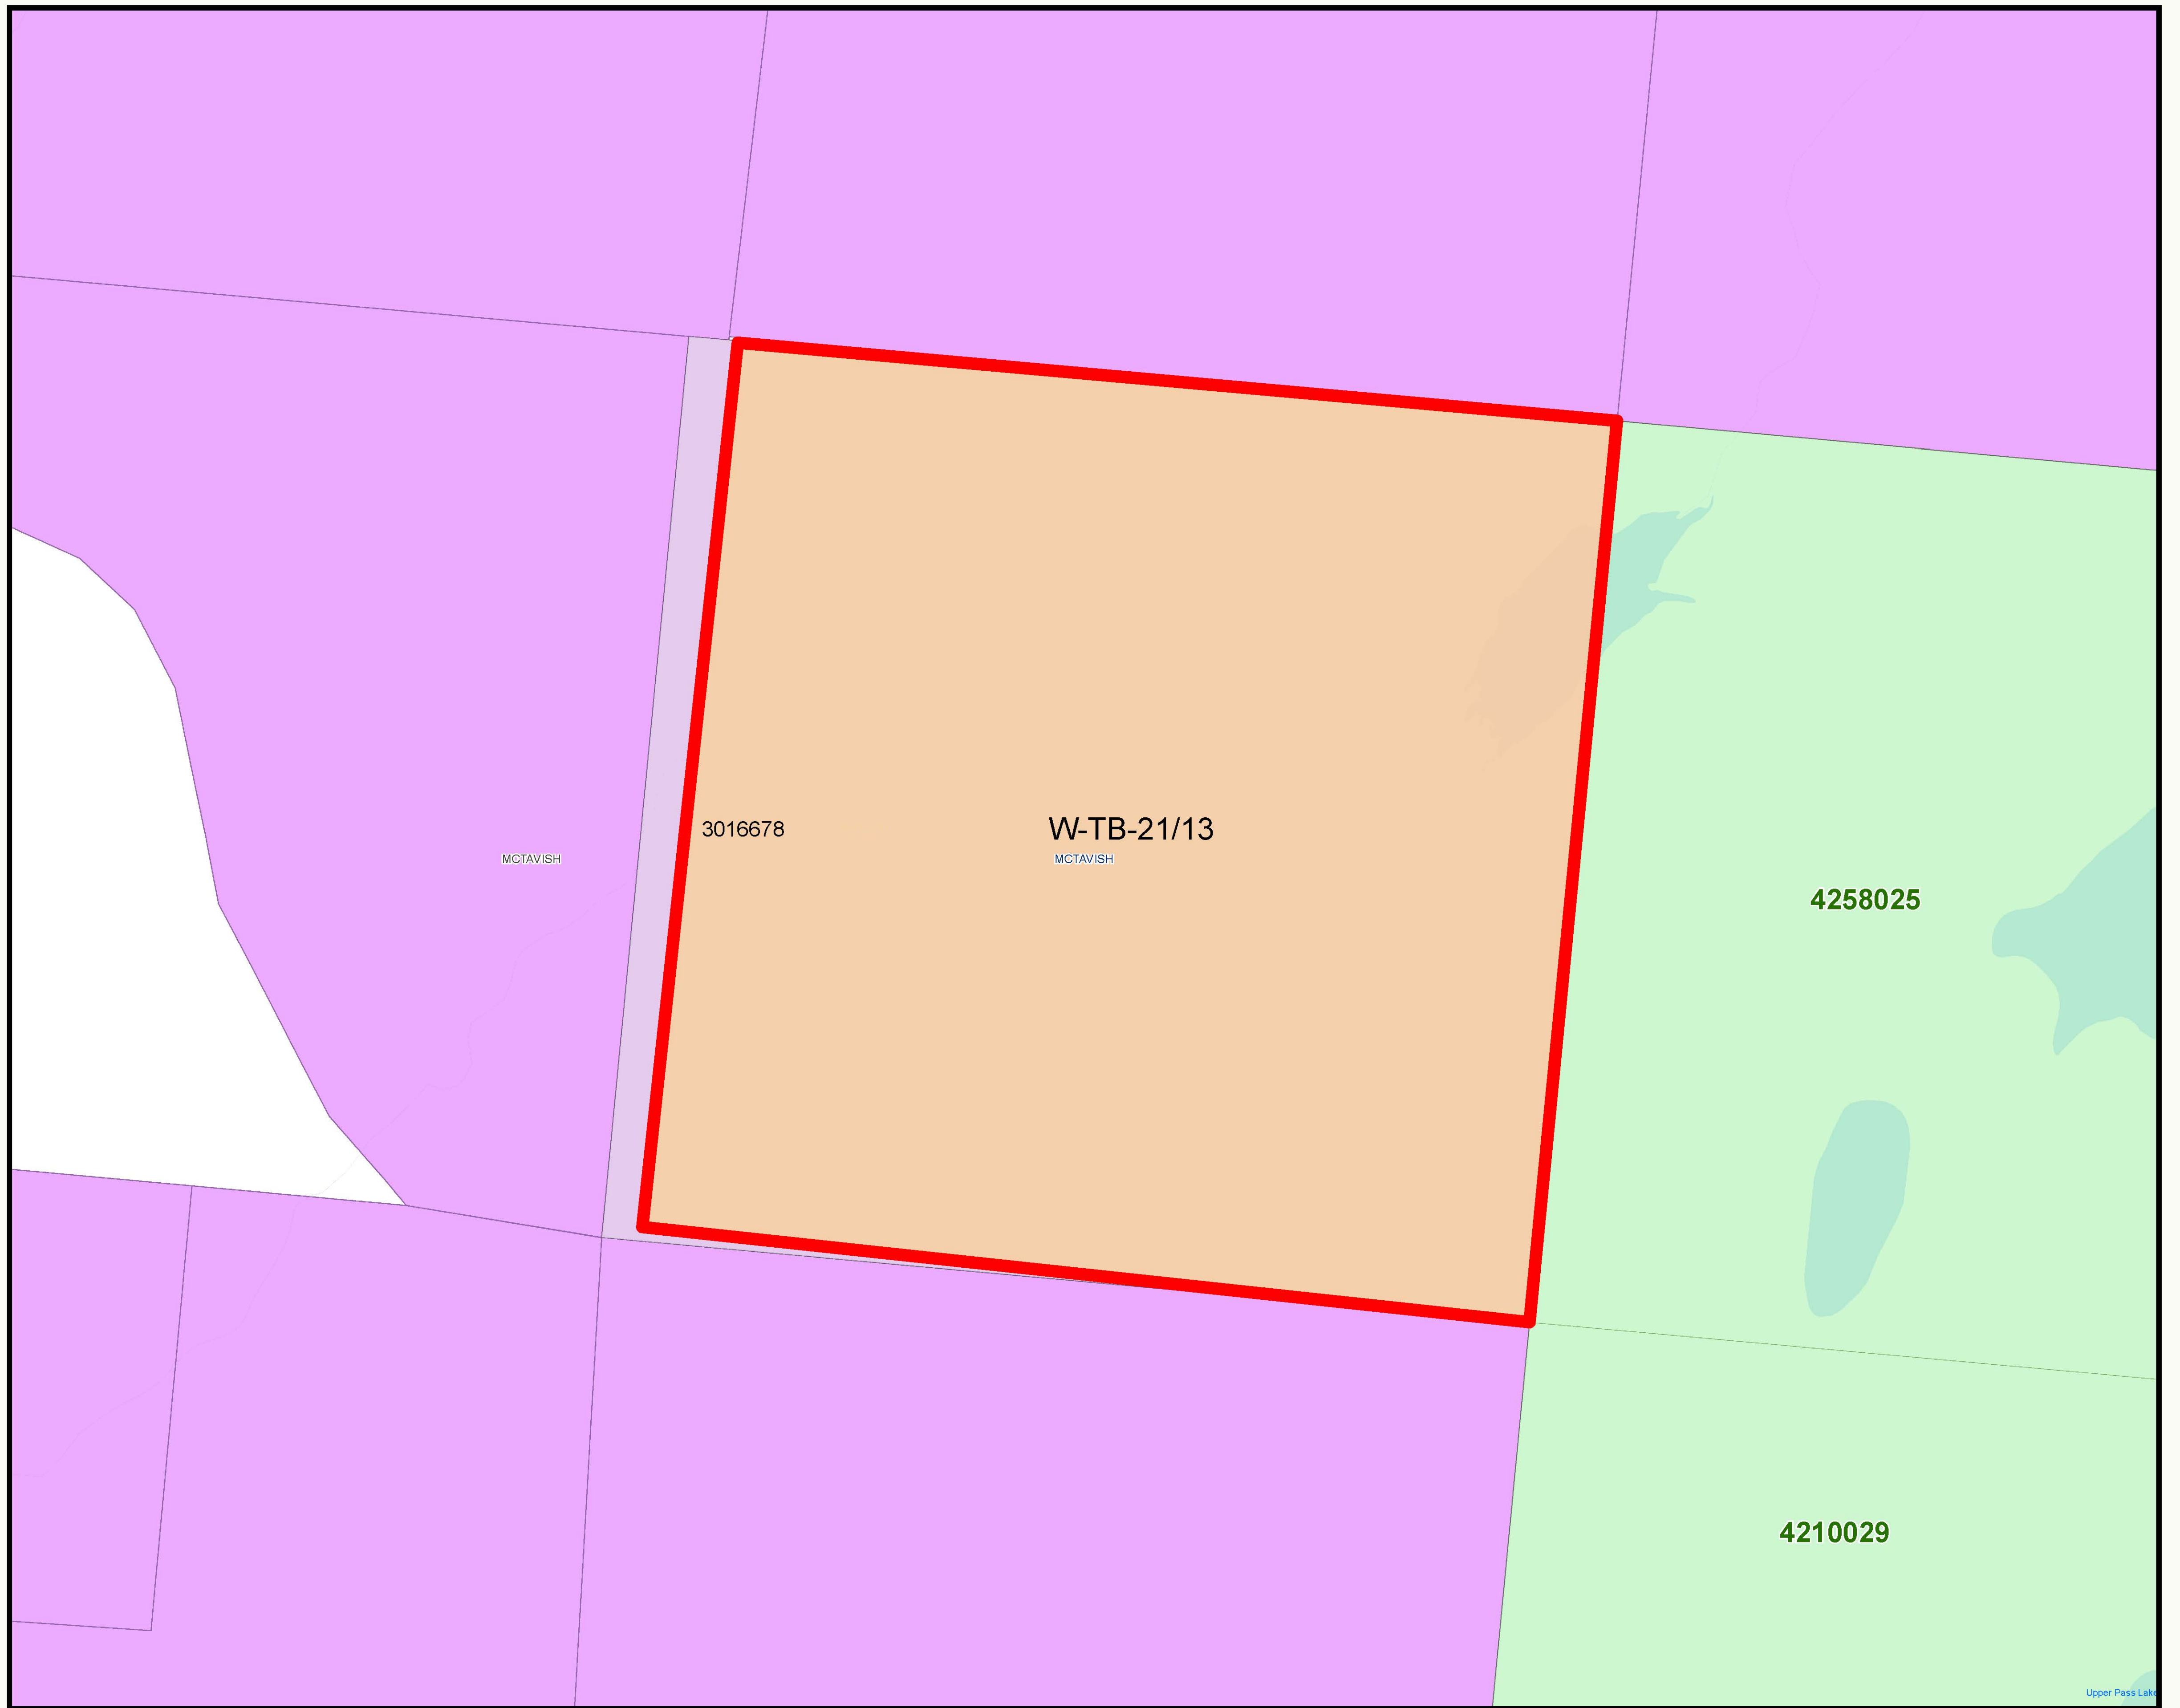 3016678
W-TB-21/13
MCTAVISH
MCTAVISH
4258025
4210029
Upper Pass Lake